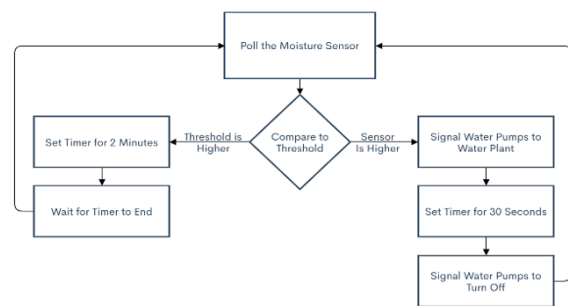 Poll the Moisture Sensor
Threshold is
Higher
Compare to
Threshold
Sensor
Is Higher
Set Timer for 2 Minutes
Signal Water Pumps to
Water Plant
Wait for Timer to End
Set Timer for 30 Seconds
Signal Water Pumps to
Turn Off